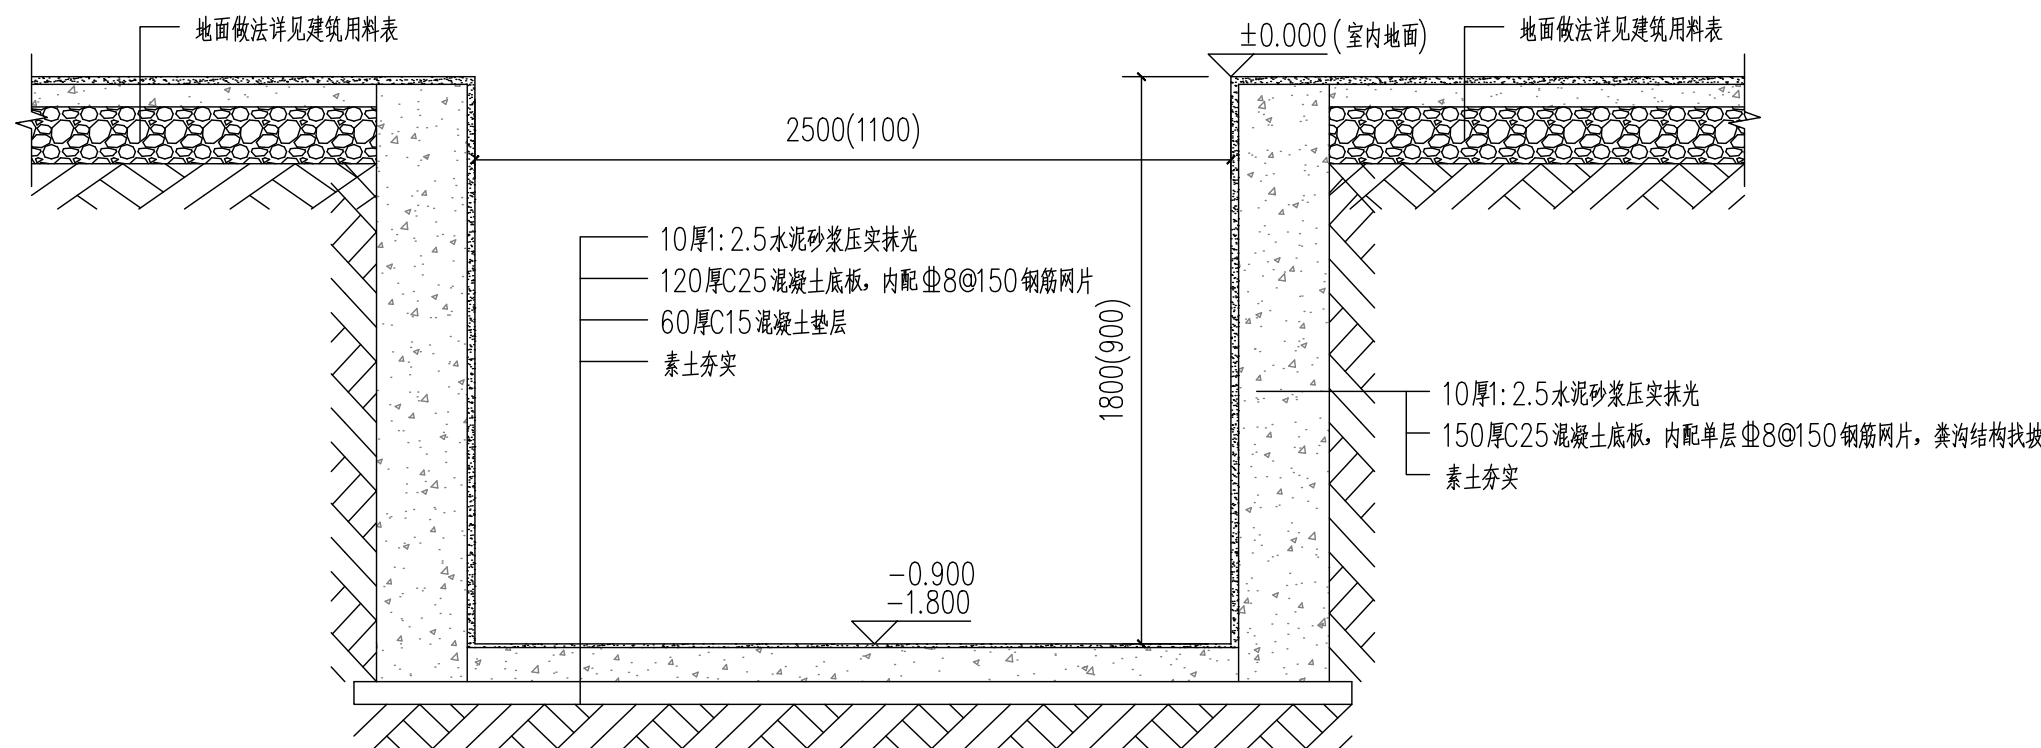 地面做法详见建筑用料表
±0.000(室内地面)
地面做法详见建筑用料表
2500(1100)
10厚1:2.5水泥砂浆压实抹光
120厚C25混凝土底板，内配⏀8@150钢筋网片
60厚C15混凝土垫层
素土夯实
1800(900)
10厚1:2.5水泥砂浆压实抹光
150厚C25混凝土底板，内配单层⏀8@150钢筋网片，粪沟结构找坡
素土夯实
-0.900
-1.800